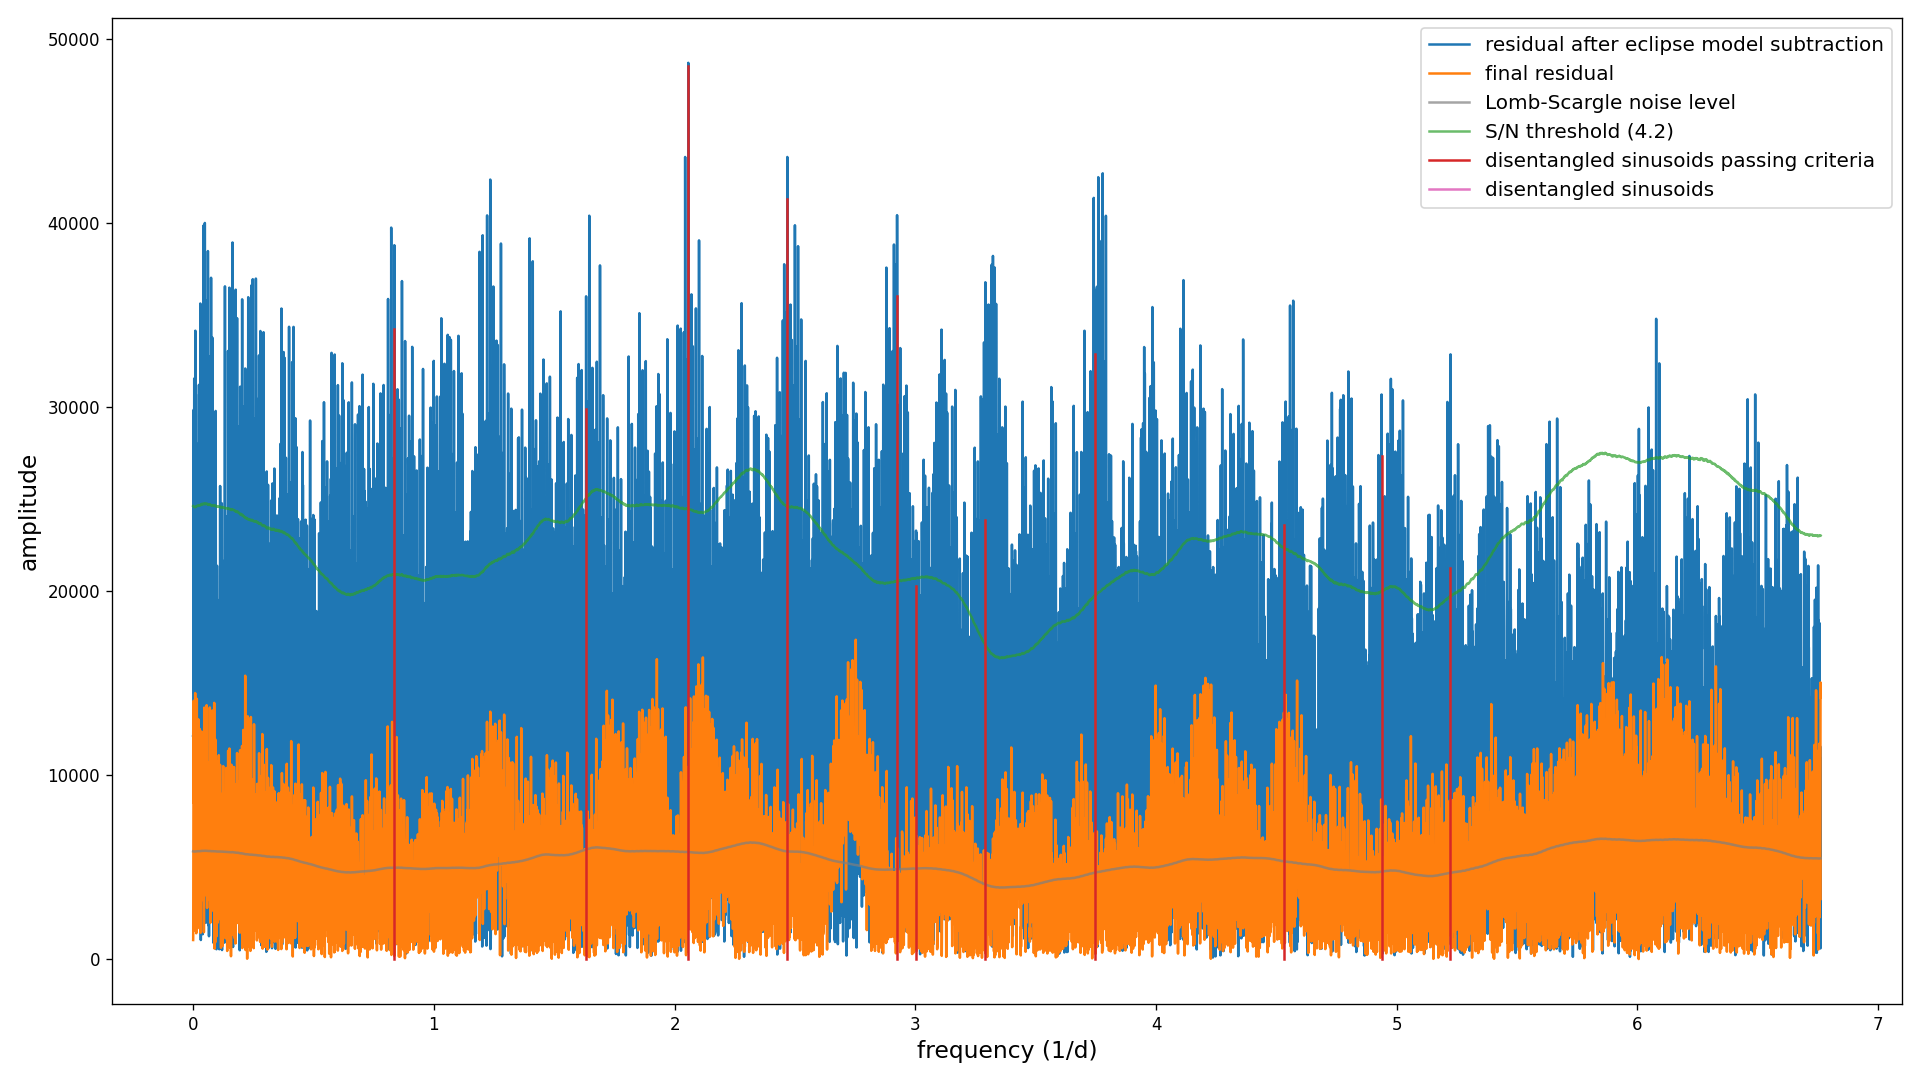 50000
40000
30000
20000
10000
0
amplitude
residual after eclipse model subtraction
final residual
Lomb-Scargle noise level
S/N threshold (4.2)
disentangled sinusoids passing criteria
disentangled sinusoids
0 1 2 3 4 5 6 7
frequency (1/d)